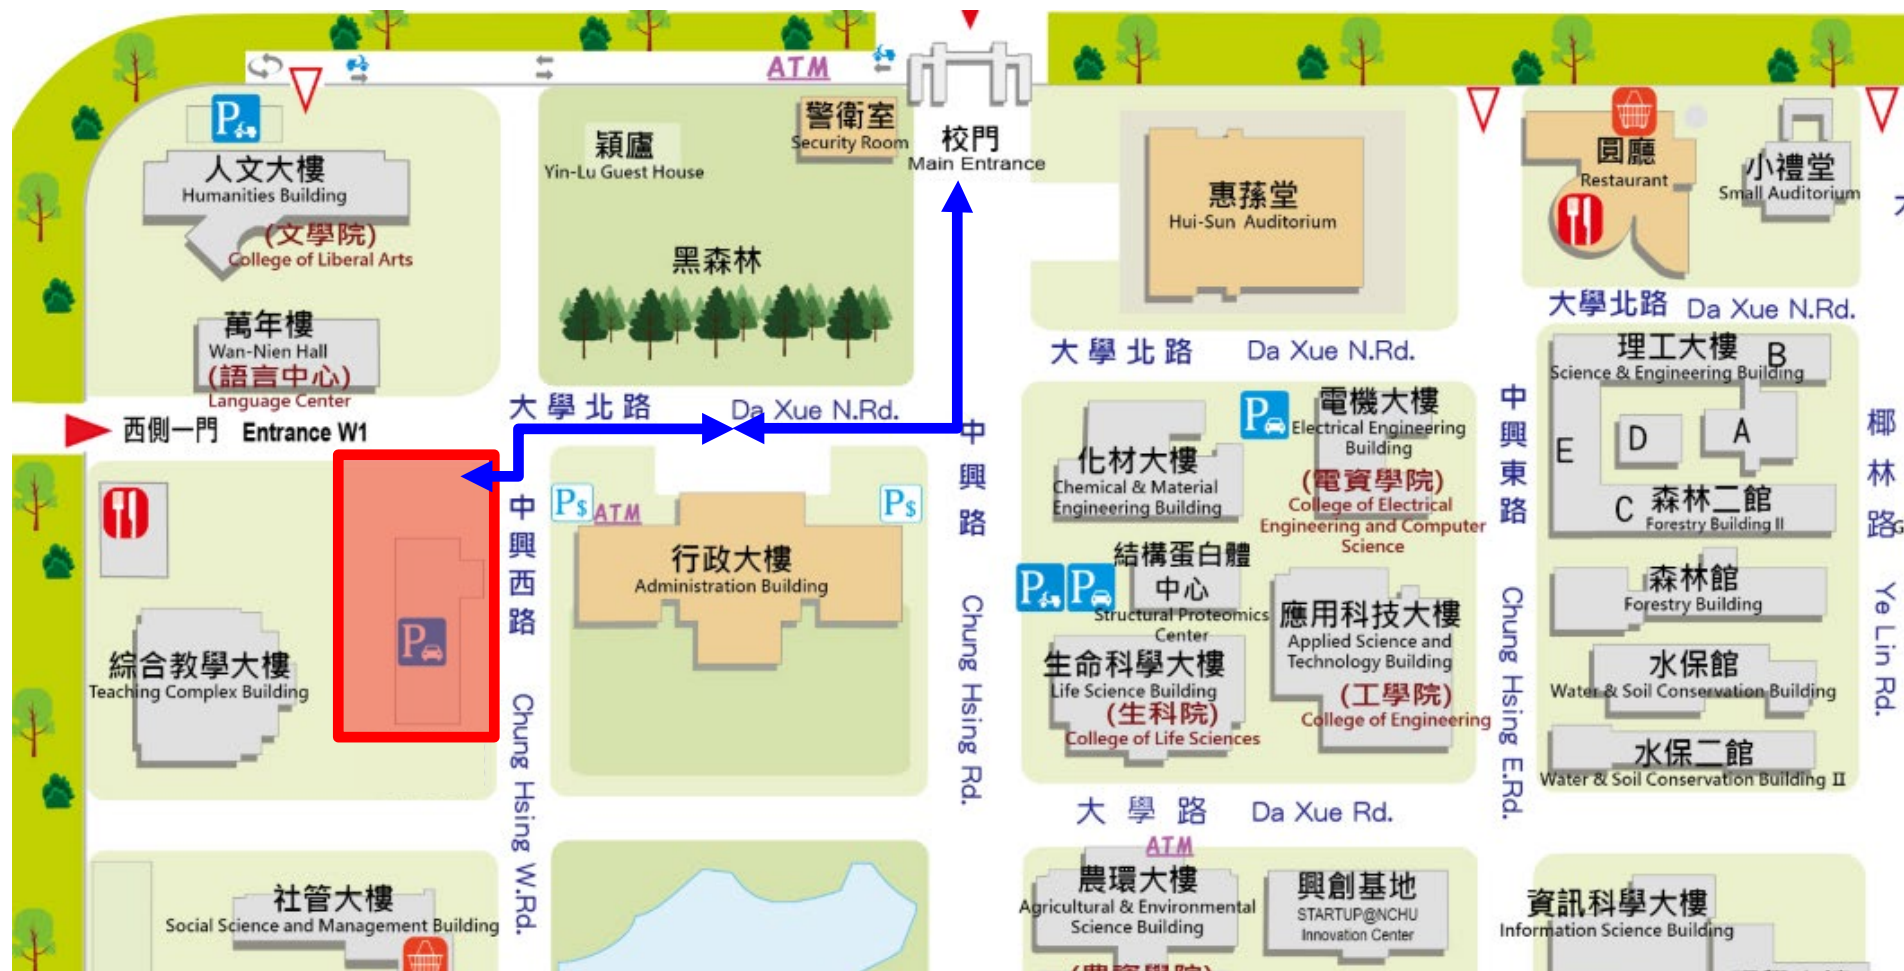 ATM
P
人文大樓
Humanities Building
(文學院)
College of Liberal Arts
萬年樓
Wan-Nien Hall
(語言中心)
Language Center
穎廬
Yin-Lu Guest House
警衛室
Security Room
校門
Main Entrance
黑森林
惠蓀堂
Hui-Sun Auditorium
圓廳
Restaurant
小禮堂
Small Auditorium
大學北路 Da Xue N.Rd.
大學北路 Da Xue N.Rd.
大學北路 Da Xue N.Rd.
西側一門 Entrance W1
綜合教學大樓
Teaching Complex Building
P
中興西路 Chung Hsing W.Rd.
P$
ATM
P$
行政大樓
Administration Building
中興路 Chung Hsing Rd.
化材大樓
Chemical & Material
Engineering Building
P
電機大樓
Electrical Engineering
Building
(電資學院)
College of Electrical
Engineering and Computer
Science
P
P
結構蛋白體
中心
Structural Proteomics
Center
生命科學大樓
Life Science Building
(生科院)
College of Life Sciences
應用科技大樓
Applied Science and
Technology Building
(工學院)
College of Engineering
中興東路 Chung Hsing E.Rd.
理工大樓
Science & Engineering Building
B
E
D
A
C
森林二館
Forestry Building II
森林館
Forestry Building
水保館
Water & Soil Conservation Building
水保二館
Water & Soil Conservation Building II
椰林路 Ye Lin Rd.
大學路 Da Xue Rd.
社管大樓
Social Science and Management Building
ATM
農環大樓
Agricultural & Environmental
Science Building
(農資學院)
興創基地
STARTUP@NCHU
Innovation Center
資訊科學大樓
Information Science Building